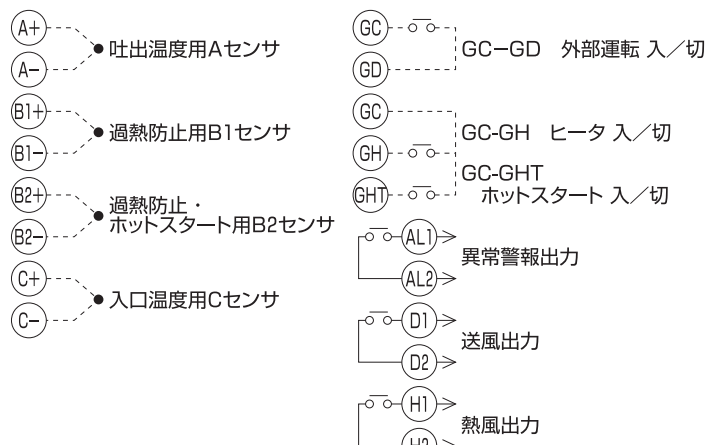 A+
A−
吐出温度用Aセンサ
B1+
B1−
過熱防止用B1センサ
B2+
B2−
過熱防止・
ホットスタート用B2センサ
C+
C−
入口温度用Cセンサ
GC
GD
GC−GD 外部運転 入／切
GC
GH
GHT
GC-GH ヒータ 入／切
GC-GHT
ホットスタート 入／切
AL1
AL2
異常警報出力
D1
D2
送風出力
H1
H2
熱風出力